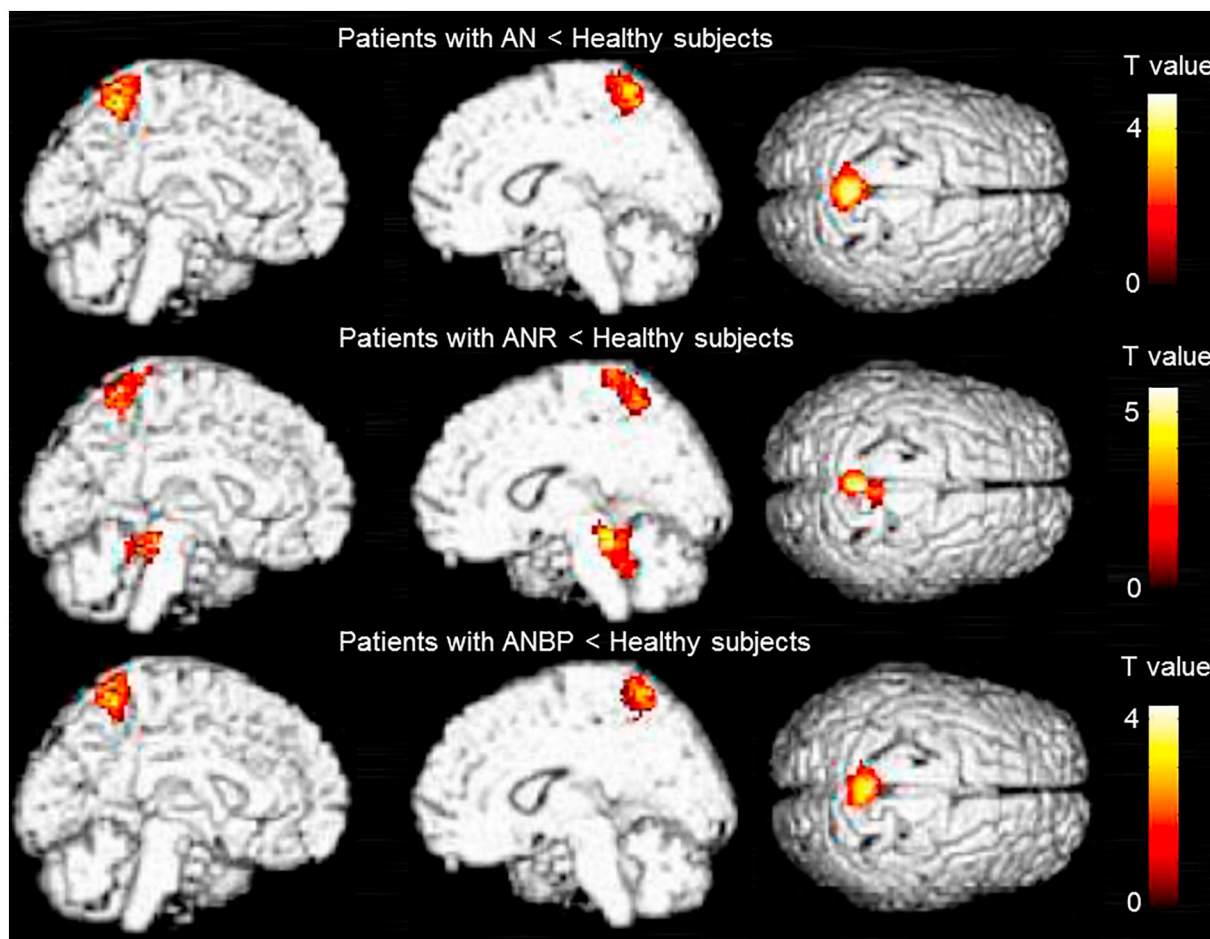 Patients with AN < Healthy subjects
T value
4
0
Patients with ANR < Healthy subjects
T value
5
0
Patients with ANBP < Healthy subjects
T value
4
0